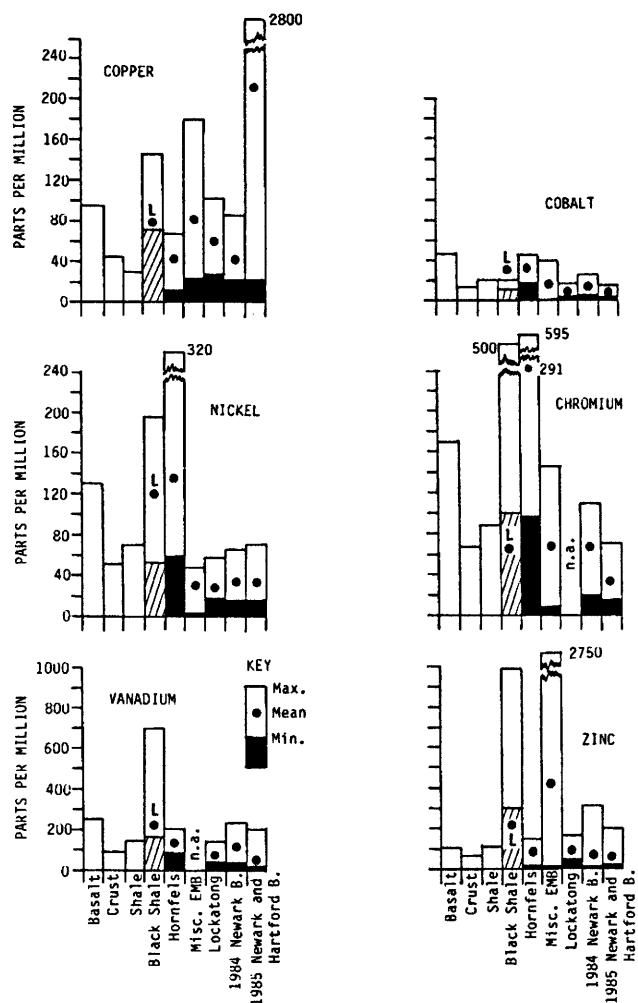 2800
COPPER
PARTS PER MILLION
240
200
160
120
80
40
0
L
COBALT
L
320
NICKEL
PARTS PER MILLION
240
200
160
120
80
40
0
L
595
500
291
CHROMIUM
L
n.a.
VANADIUM
PARTS PER MILLION
1000
800
600
400
200
0
L
n.a.
KEY
Max.
Mean
Min.
Basalt
Crust
Shale
Black Shale
Hornfels
Misc. EMB
Lockatong
1984 Newark B.
1985 Newark and
Hartford B.
2750
ZINC
L
Basalt
Crust
Shale
Black Shale
Hornfels
Misc. EMB
Lockatong
1984 Newark B.
1985 Newark and
Hartford B.